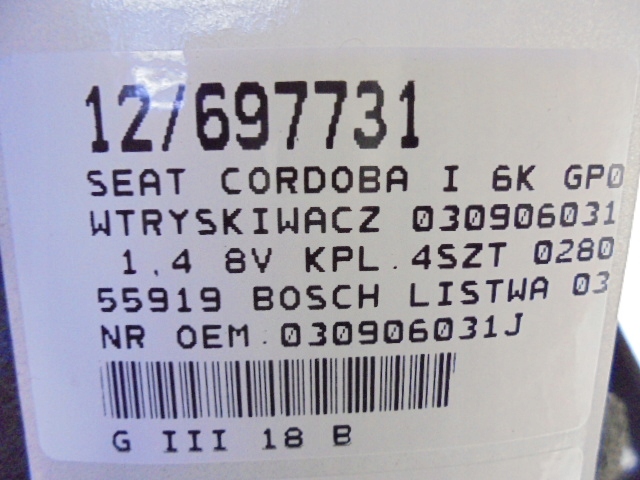 12/697731
SEAT CORDOBA I 6K GP0
WTRYSKIWACZ 030906031
1.4 8V KPL.4SZT 0280
55919 BOSCH LISTWA 03
NR OEM:030906031J
G III 18 B